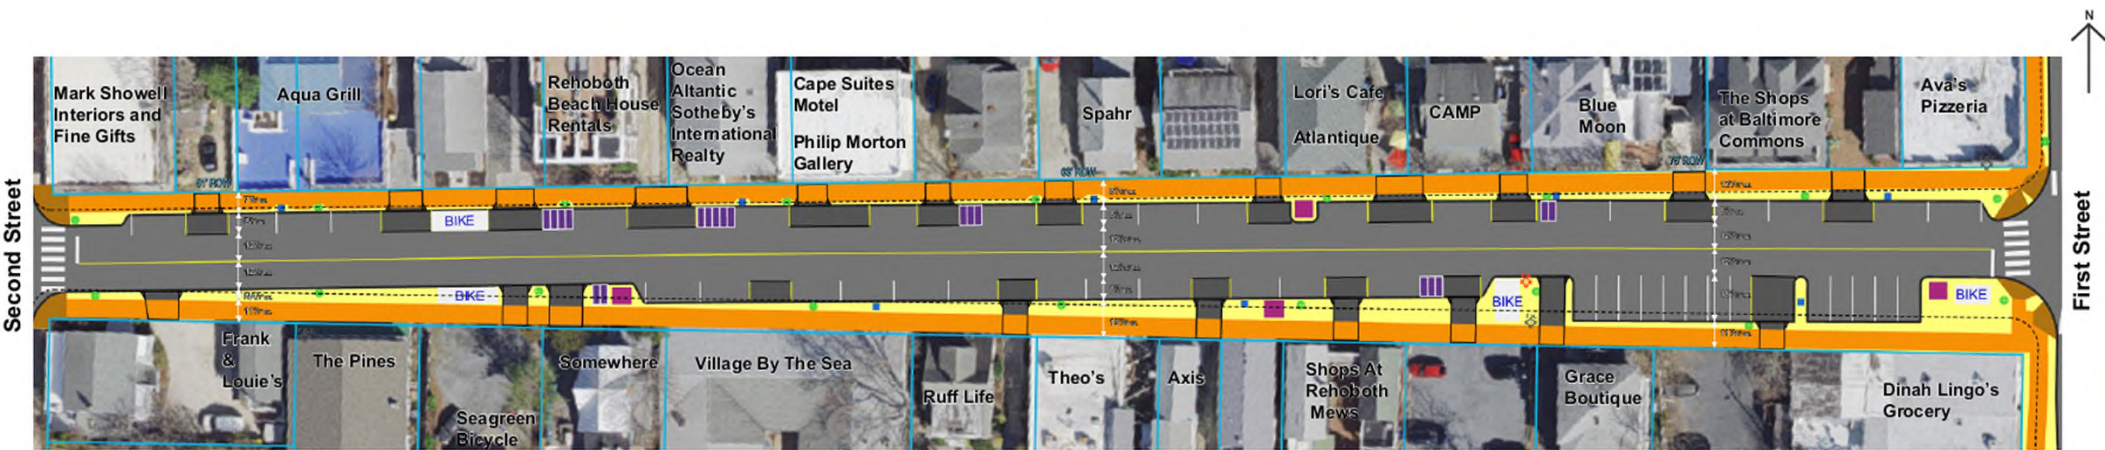 N
Mark Showell
Interiors and
Fine Gifts
Aqua Grill
Rehoboth
Beach House
Rentals
Ocean
Altantic
Sotheby's
International
Realty
Cape Suites
Motel
Philip Morton
Gallery
Spahr
Lori's Cafe
Atlantique
CAMP
Blue
Moon
The Shops
at Baltimore
Commons
Ava's
Pizzeria
Second Street
First Street
BIKE
BIKE
BIKE
BIKE
Frank
&
Louie's
The Pines
Seagreen
Bicycle
Somewhere
Village By The Sea
Ruff Life
Theo's
Axis
Shops At
Rehoboth
Mews
Grace
Boutique
Dinah Lingo's
Grocery